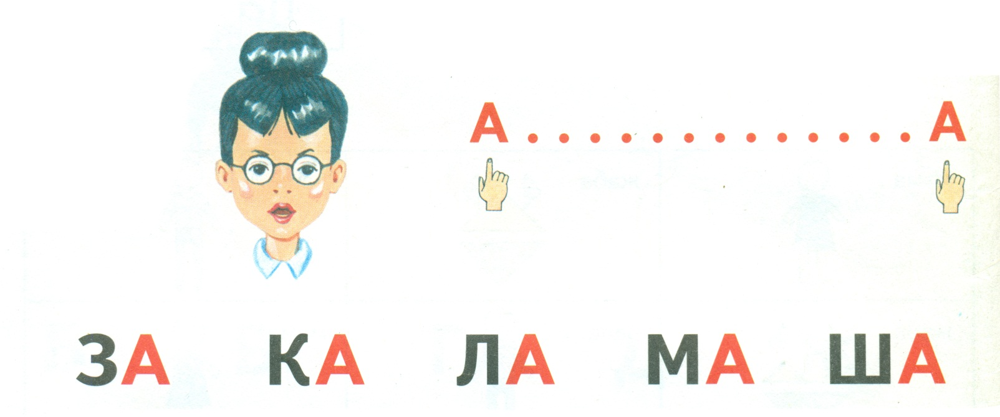 А . . . . . . . . . . . . . А
ЗА КА ЛА МА ША